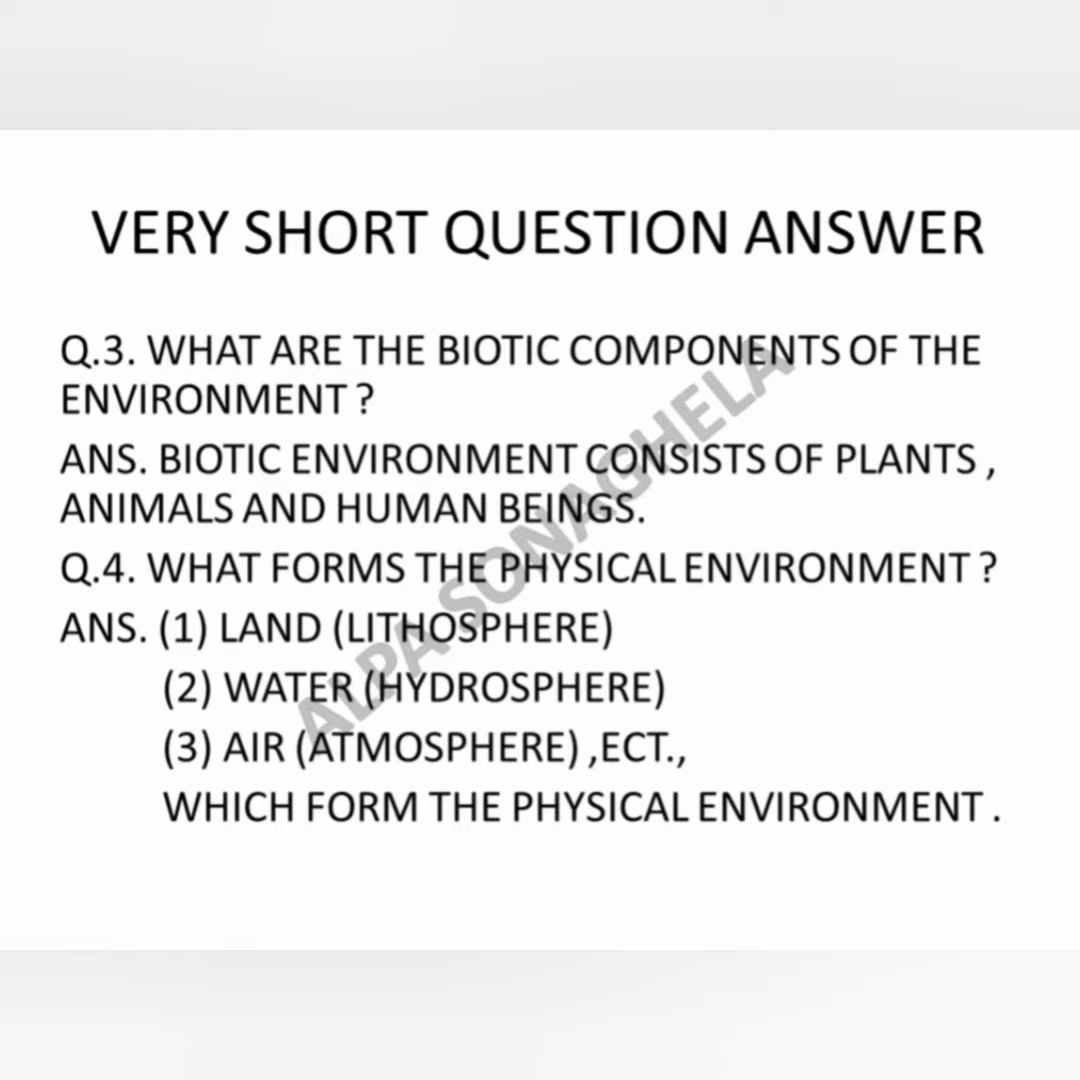 VERY SHORT QUESTION ANSWER
Q.3. WHAT ARE THE BIOTIC COMPONENTS OF THE
ENVIRONMENT ?
ANS. BIOTIC ENVIRONMENT CONSISTS OF PLANTS ,
ANIMALS AND HUMAN BEINGS.
Q.4. WHAT FORMS THE PHYSICAL ENVIRONMENT ?
ANS. (1) LAND (LITHOSPHERE)
(2) WATER (HYDROSPHERE)
(3) AIR (ATMOSPHERE) ,ECT.,
WHICH FORM THE PHYSICAL ENVIRONMENT .
ALPA SONAGHELA